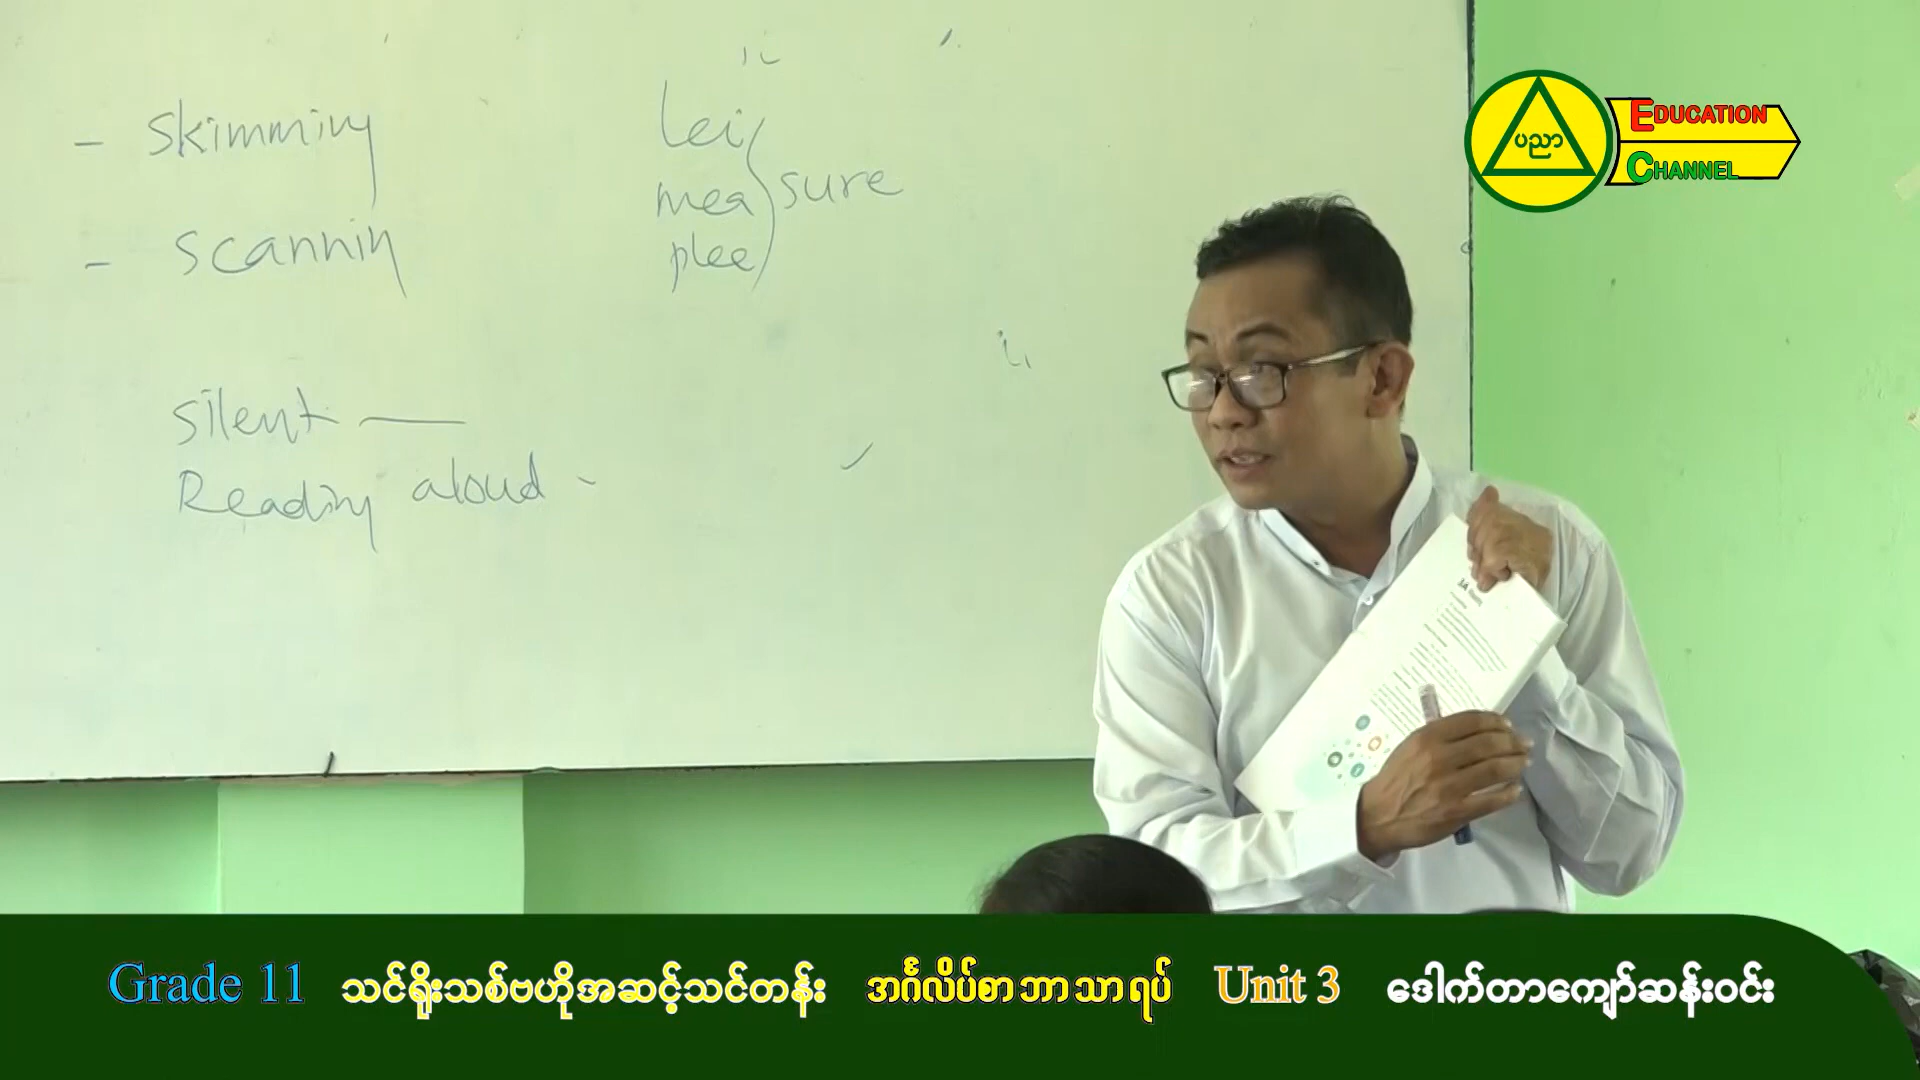 - skimming
- scannin
lei
mea
plee
sure
silent —
Reading aloud -
ပညာ
EDUCATION
CHANNEL
3A
Grade 11 သင်ရိုးသစ်ဗဟိုအဆင့်သင်တန်း အင်္ဂလိပ်စာဘာသာရပ် Unit 3 ဒေါက်တာကျော်ဆန်းဝင်း